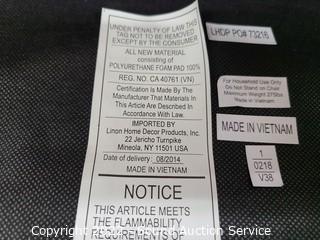 UNDER PENALTY OF LAW THIS
TAG NOT TO BE REMOVED
EXCEPT BY THE CONSUMER
ALL NEW MATERIAL
consisting of
POLYURETHANE FOAM PAD 100%
REG. NO. CA 40761 (VN)
Certification Is Made By The
Manufacturer That Materials In
This Article Are Described In
Accordance With Law.
IMPORTED BY
Linon Home Decor Products, Inc.
22 Jericho Turnpike
Mineola, NY 11501 USA
Date of delivery: 08/2014
MADE IN VIETNAM
NOTICE
THIS ARTICLE MEETS
THE FLAMMABILITY
REQUIREMENTS OF
LHDP PO# 73216
For Household Use Only
Do Not Stand on Chair
Maximum Weight 275lbs
Made in Vietnam
MADE IN VIETNAM
1
0218
V38
Auction Service